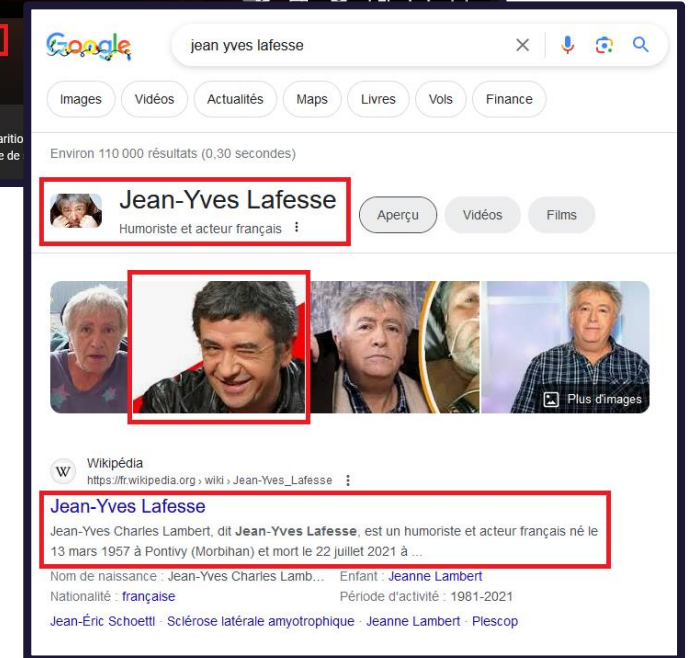 Google
jean yves lafesse
Images Vidéos Actualités Maps Livres Vols Finance
Environ 110 000 résultats (0,30 secondes)
Jean-Yves Lafesse
Humoriste et acteur français
Aperçu Vidéos Films
Plus d'images
W Wikipédia
https://fr.wikipedia.org › wiki › Jean-Yves_Lafesse
Jean-Yves Lafesse
Jean-Yves Charles Lambert, dit Jean-Yves Lafesse, est un humoriste et acteur français né le
13 mars 1957 à Pontivy (Morbihan) et mort le 22 juillet 2021 à ...
Nom de naissance : Jean-Yves Charles Lamb... Enfant : Jeanne Lambert
Nationalité : française Période d'activité : 1981-2021
Jean-Éric Schoettl · Sclérose latérale amyotrophique · Jeanne Lambert · Plescop